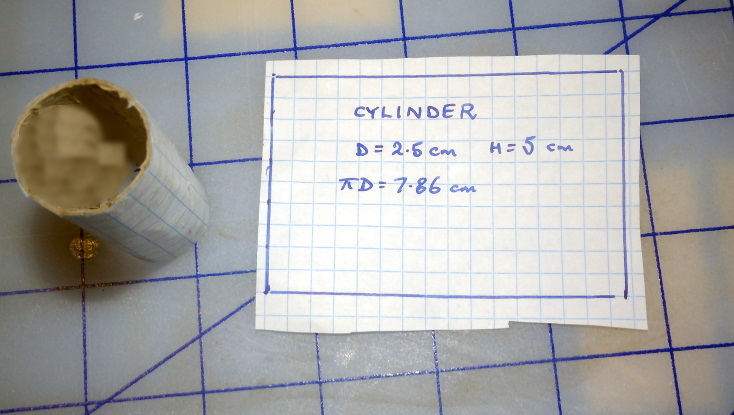 CYLINDER
D = 2.5 cm H = 5 cm
πD = 7.86 cm